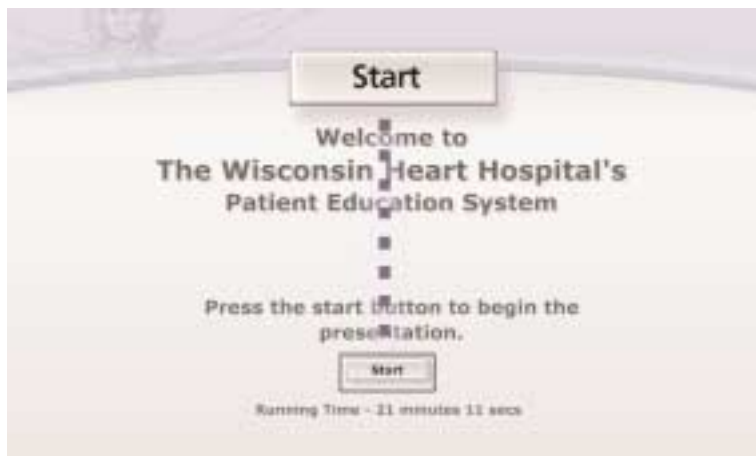 Start
Welcome to
The Wisconsin Heart Hospital's
Patient Education System
Press the start button to begin the
presentation.
Start
Running Time - 21 minutes 11 secs